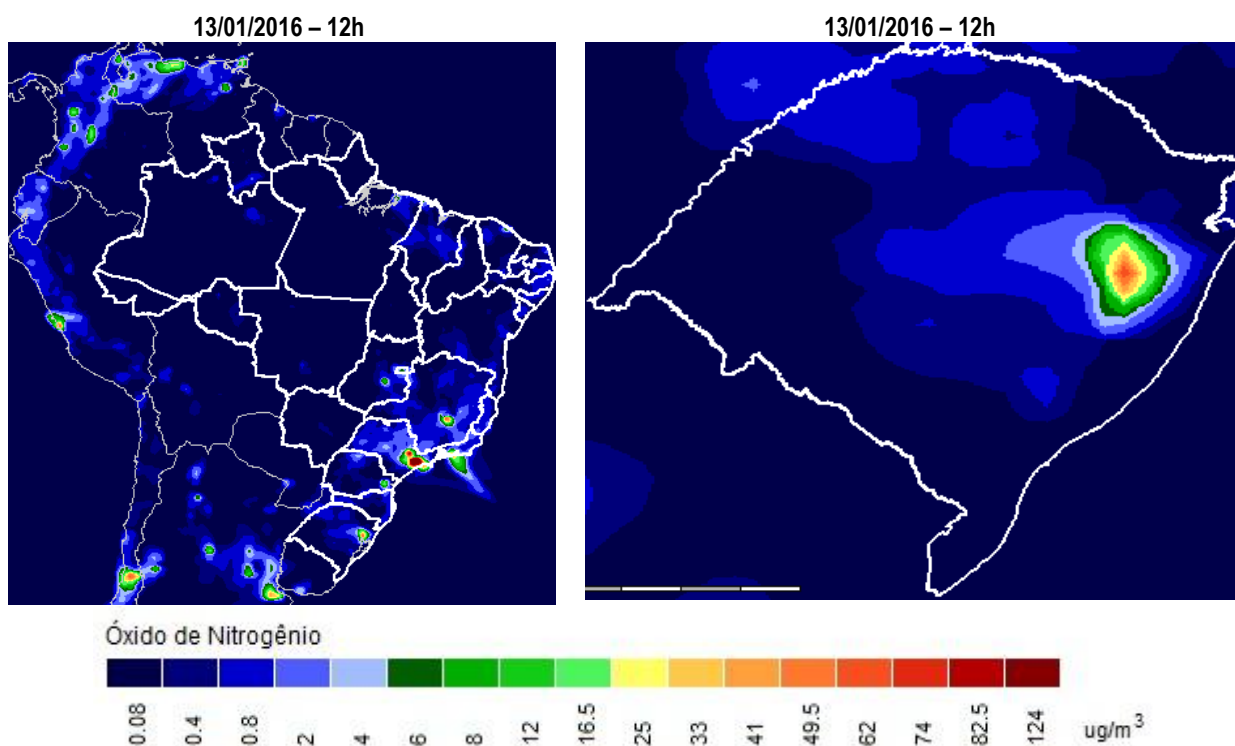 13/01/2016 – 12h
13/01/2016 – 12h
Óxido de Nitrogênio
0.08 0.4 0.8 2 4 6 8 12 16.5 25 33 41 49.5 62 74 82.5 124 ug/m³